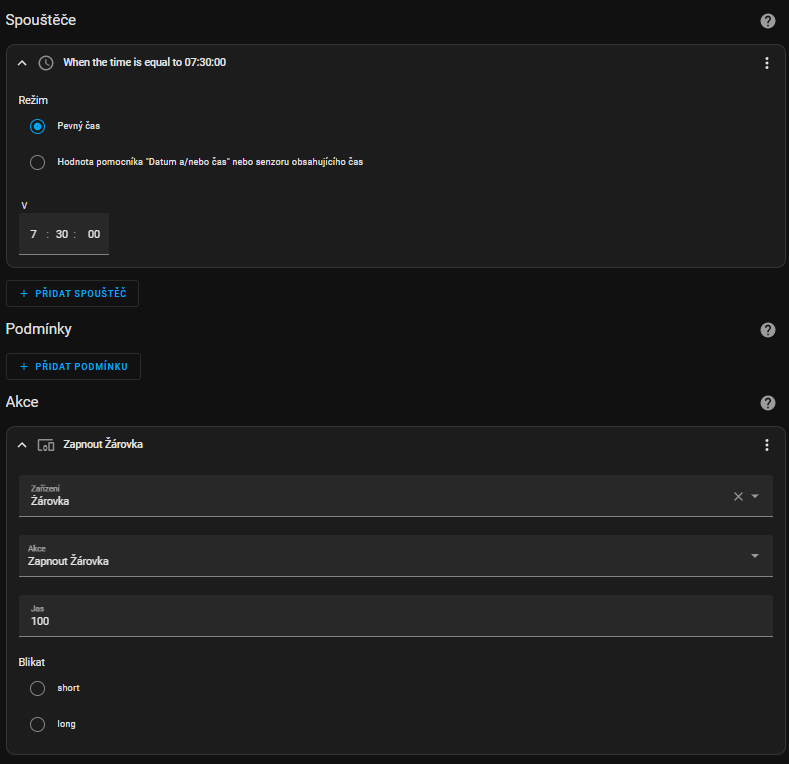 Spouštěče
When the time is equal to 07:30:00
Režim
Pevný čas
Hodnota pomocníka "Datum a/nebo čas" nebo senzoru obsahujícího čas
V
7 : 30 : 00
+ PŘIDAT SPOUŠTĚČ
Podmínky
+ PŘIDAT PODMÍNKU
Akce
Zapnout Žárovka
Zařízení
Žárovka
Akce
Zapnout Žárovka
Jas
100
Blikat
short
long